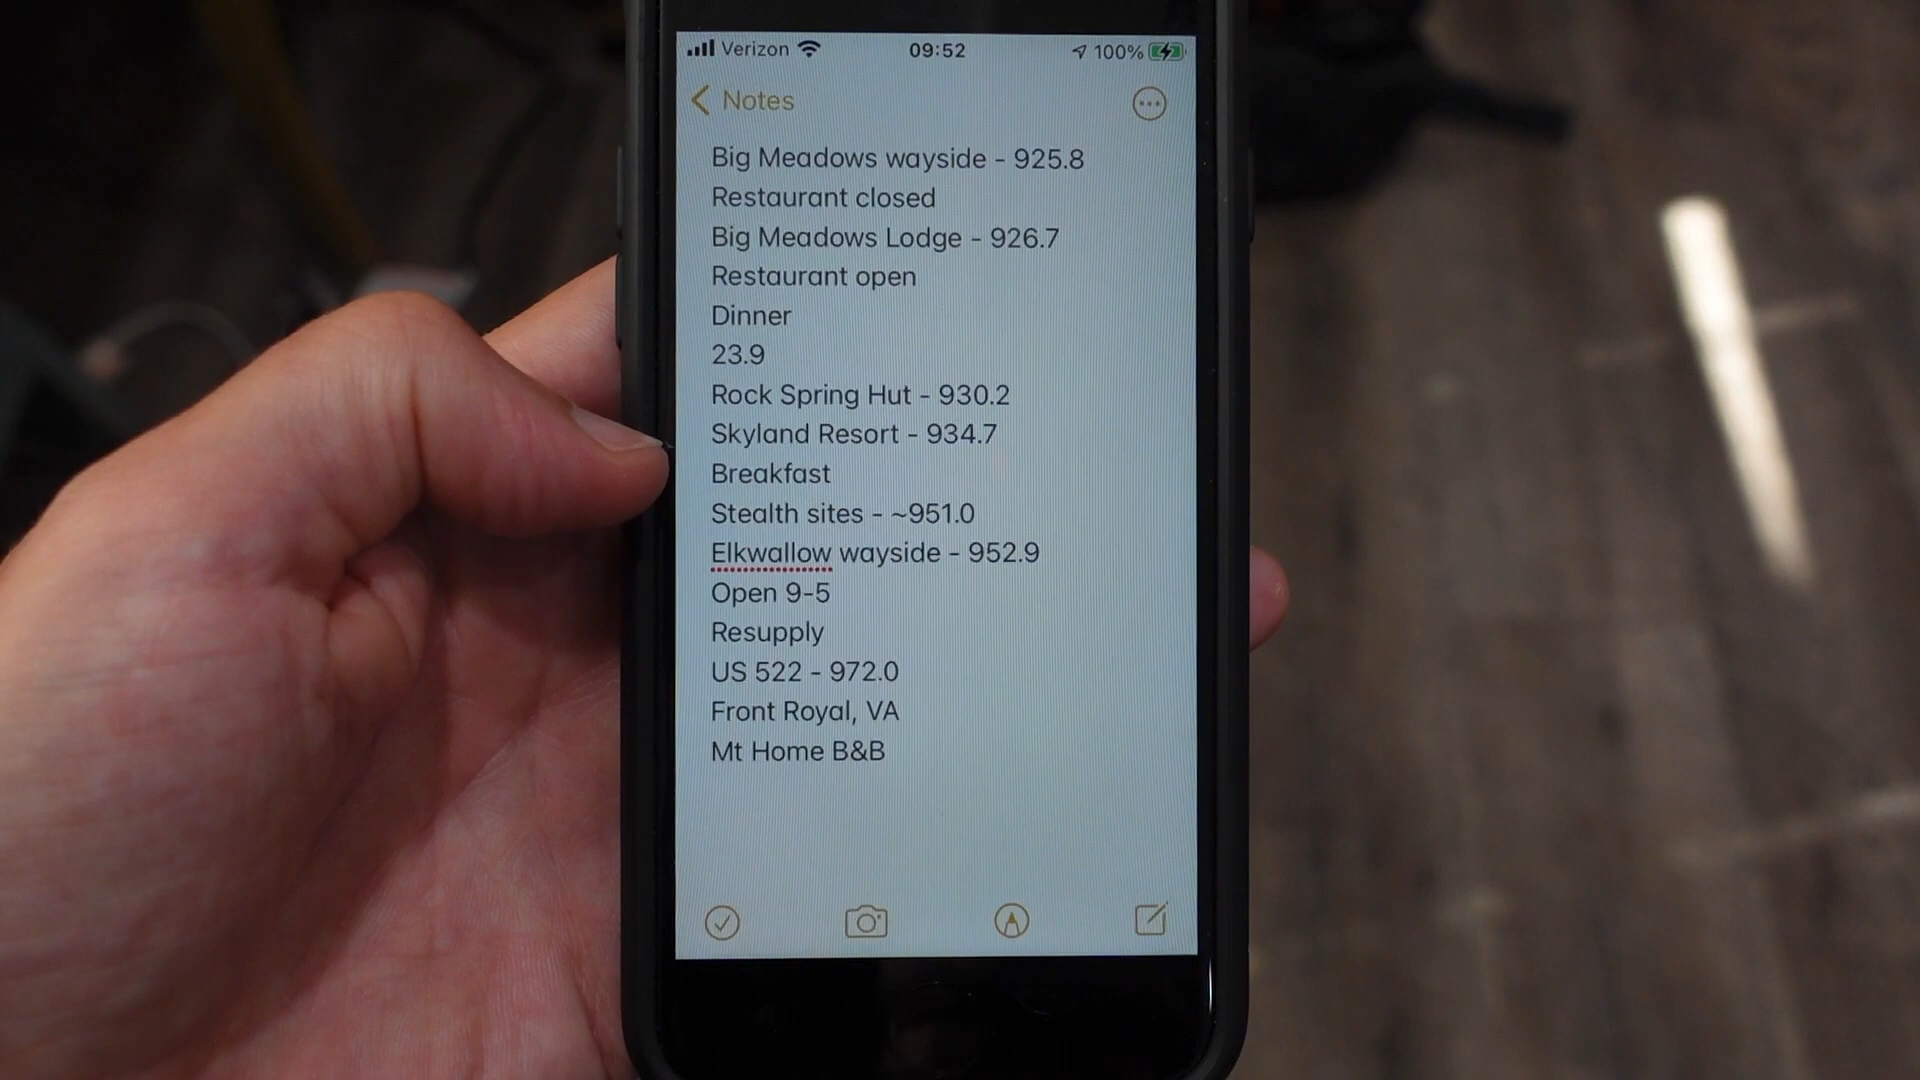 Verizon 09:52 100%
Notes
Big Meadows wayside - 925.8
Restaurant closed
Big Meadows Lodge - 926.7
Restaurant open
Dinner
23.9
Rock Spring Hut - 930.2
Skyland Resort - 934.7
Breakfast
Stealth sites - ~951.0
Elkwallow wayside - 952.9
Open 9-5
Resupply
US 522 - 972.0
Front Royal, VA
Mt Home B&B